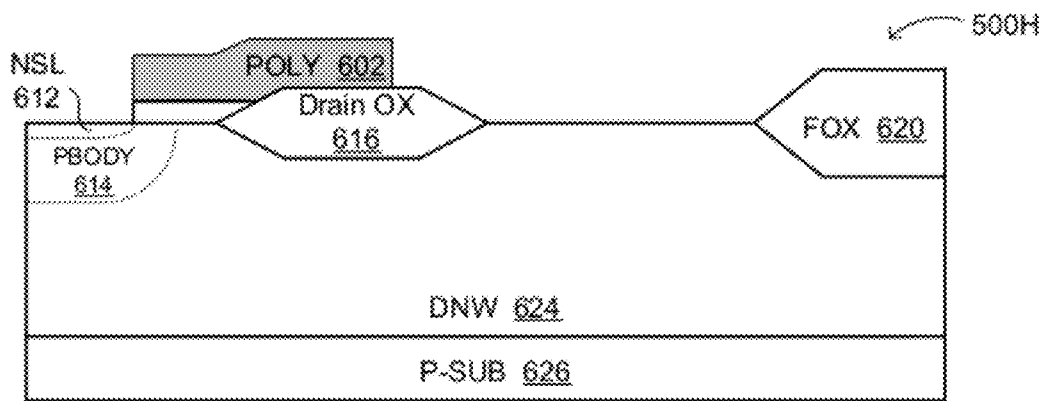 500H
NSL
612
POLY 602
Drain OX
616
FOX 620
PBODY
614
DNW 624
P-SUB 626